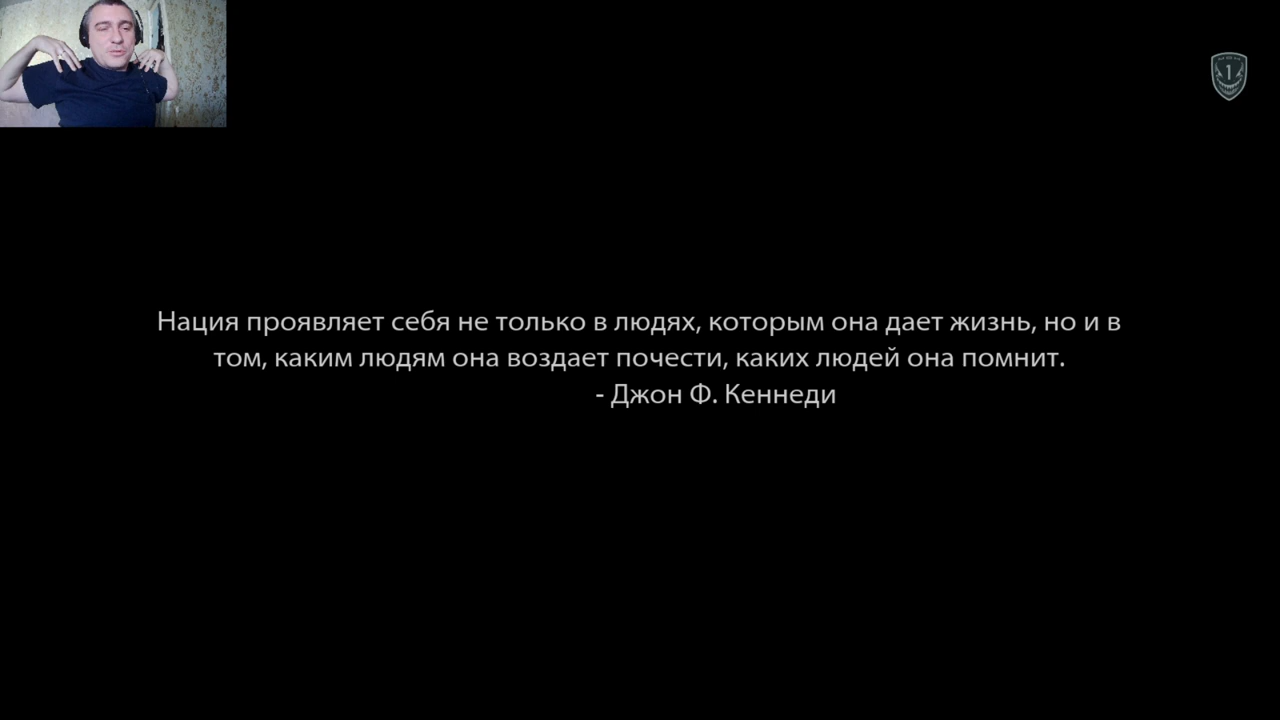 1
Нация проявляет себя не только в людях, которым она дает жизнь, но и в
том, каким людям она воздает почести, каких людей она помнит.
- Джон Ф. Кеннеди